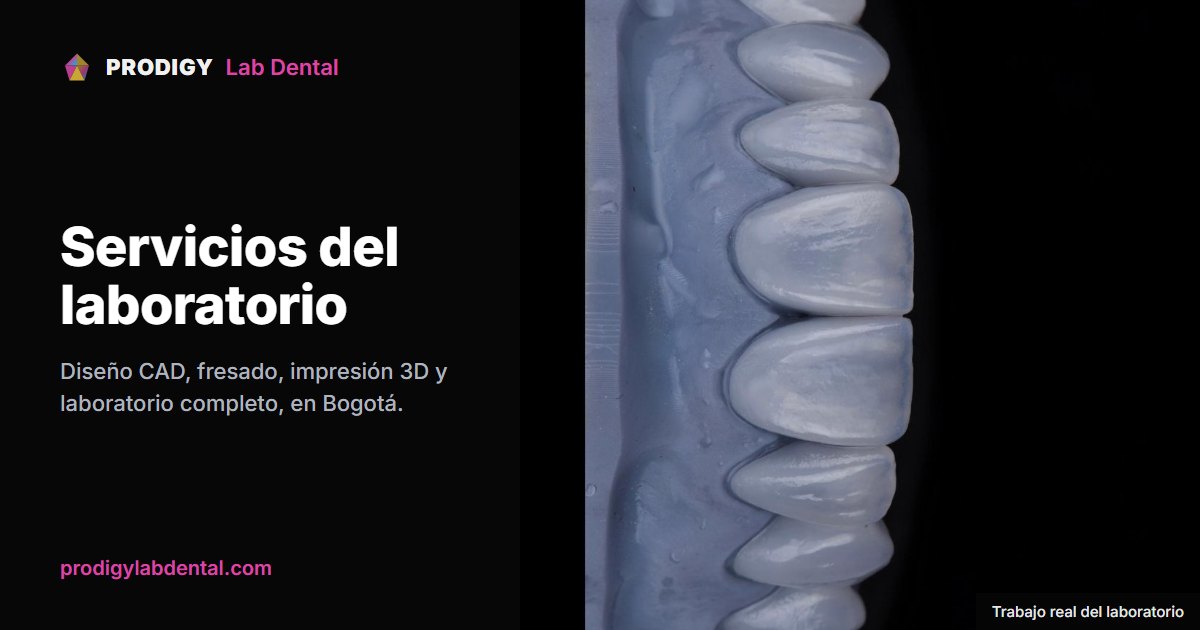 PRODIGY Lab Dental
Servicios del
laboratorio
Diseño CAD, fresado, impresión 3D y
laboratorio completo, en Bogotá.
prodigylabdental.com
Trabajo real del laboratorio